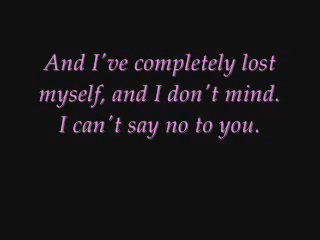 And I've completely lost
myself, and I don't mind.
I can't say no to you.